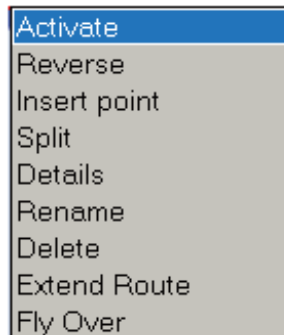 Activate
Reverse
Insert point
Split
Details
Rename
Delete
Extend Route
Fly Over